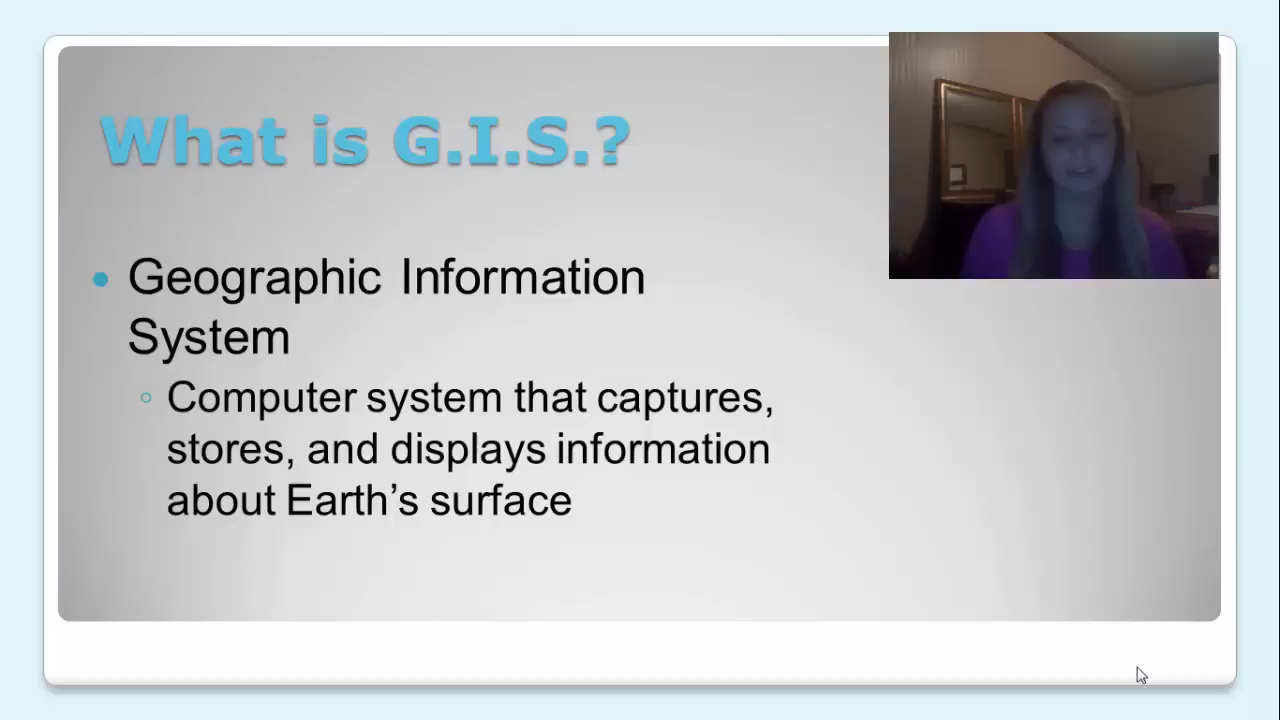 What is G.I.S.?
Geographic Information
System
Computer system that captures,
stores, and displays information
about Earth’s surface